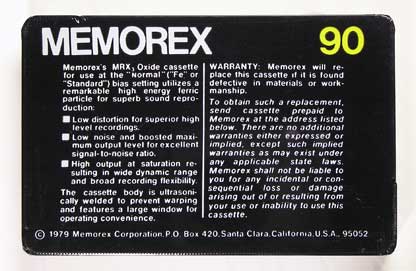 MEMOREX 90
Memorex's MRX₃ Oxide cassette
for use at the "Normal" ("Fe" or
"Standard") bias setting utilizes a
remarkable high energy ferric
particle for superb sound repro-
duction:
Low distortion for superior high
level recordings.
Low noise and boosted maxi-
mum output level for excellent
signal-to-noise ratio.
High output at saturation re-
sulting in wide dynamic range
and broad recording flexibility.
The cassette body is ultrasoni-
cally welded to prevent warping
and features a large window for
operating convenience.
WARRANTY: Memorex will re-
place this cassette if it is found
defective in materials or work-
manship.
To obtain such a replacement,
send cassette prepaid to
Memorex at the address listed
below. There are no additional
warranties either expressed or
implied, except such implied
warranties as may exist under
any applicable state laws.
Memorex shall not be liable to
you for any incidental or con-
sequential loss or damage
arising out of or resulting from
your use or inability to use this
cassette.
© 1979 Memorex Corporation, P.O. Box 420, Santa Clara, California, U.S.A., 95052